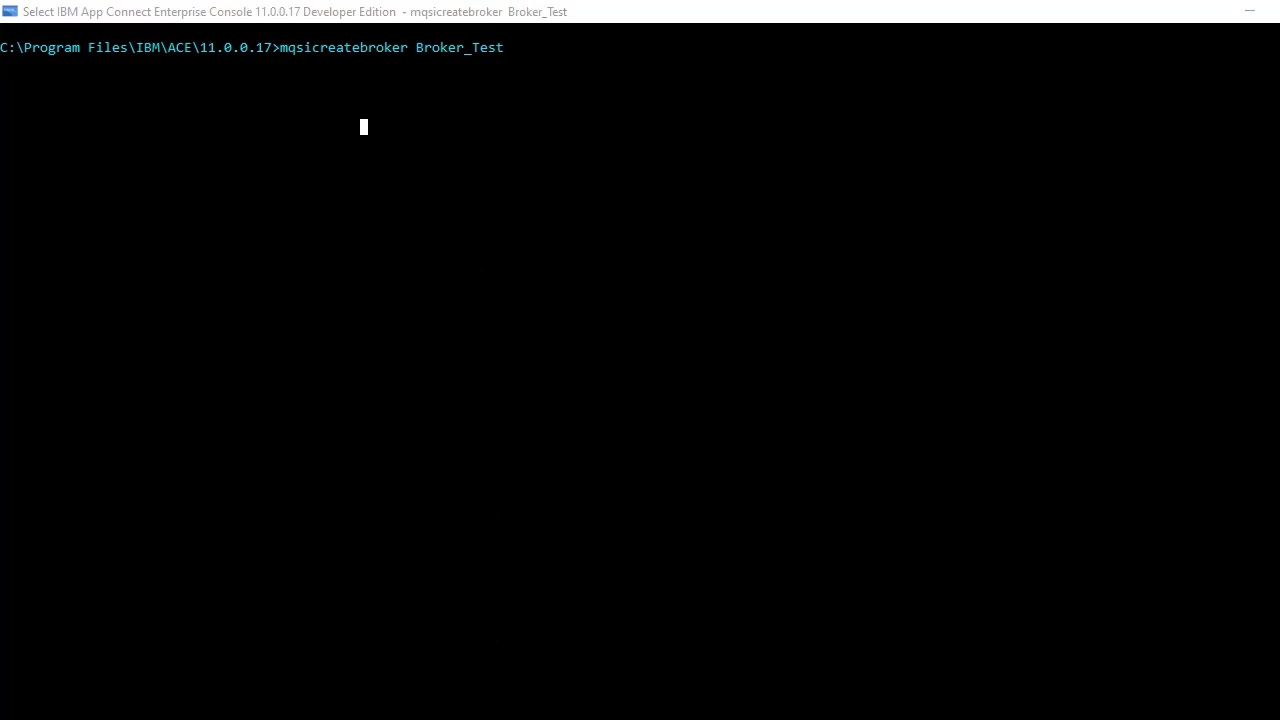 Select IBM App Connect Enterprise Console 11.0.0.17 Developer Edition - mqsicreatebroker Broker_Test
C:\Program Files\IBM\ACE\11.0.0.17>mqsicreatebroker Broker_Test